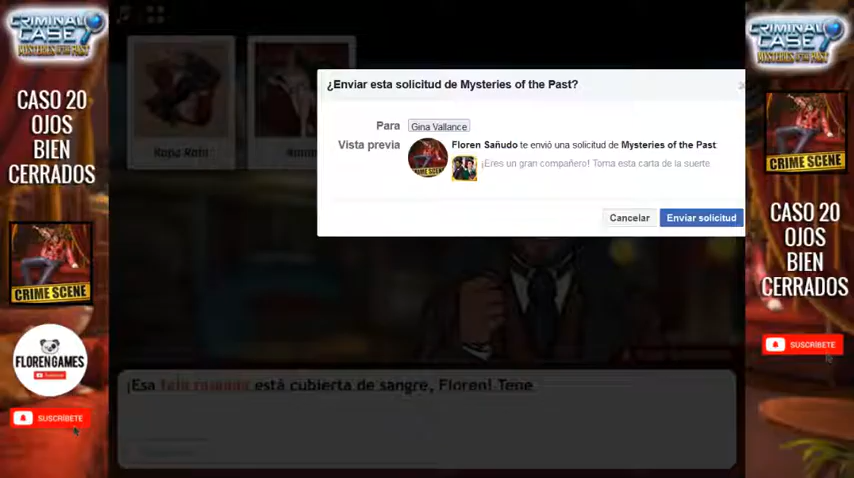 CRIMINAL CASE
MYSTERIES OF THE PAST
CASO 20
OJOS
BIEN
CERRADOS
CRIME SCENE
FLORENGAMES
SUSCRÍBETE
¿Enviar esta solicitud de Mysteries of the Past?
Para
Gina Vallance
Vista previa
Floren Sañudo te envió una solicitud de Mysteries of the Past
¡Eres un gran compañero! Toma esta carta de la suerte.
Cancelar
Enviar solicitud
Ropa Rota
¡Esa tela rasgada está cubierta de sangre, Floren! Tene
CRIMINAL CASE
MYSTERIES OF THE PAST
CRIME SCENE
CASO 20
OJOS
BIEN
CERRADOS
SUSCRÍBETE